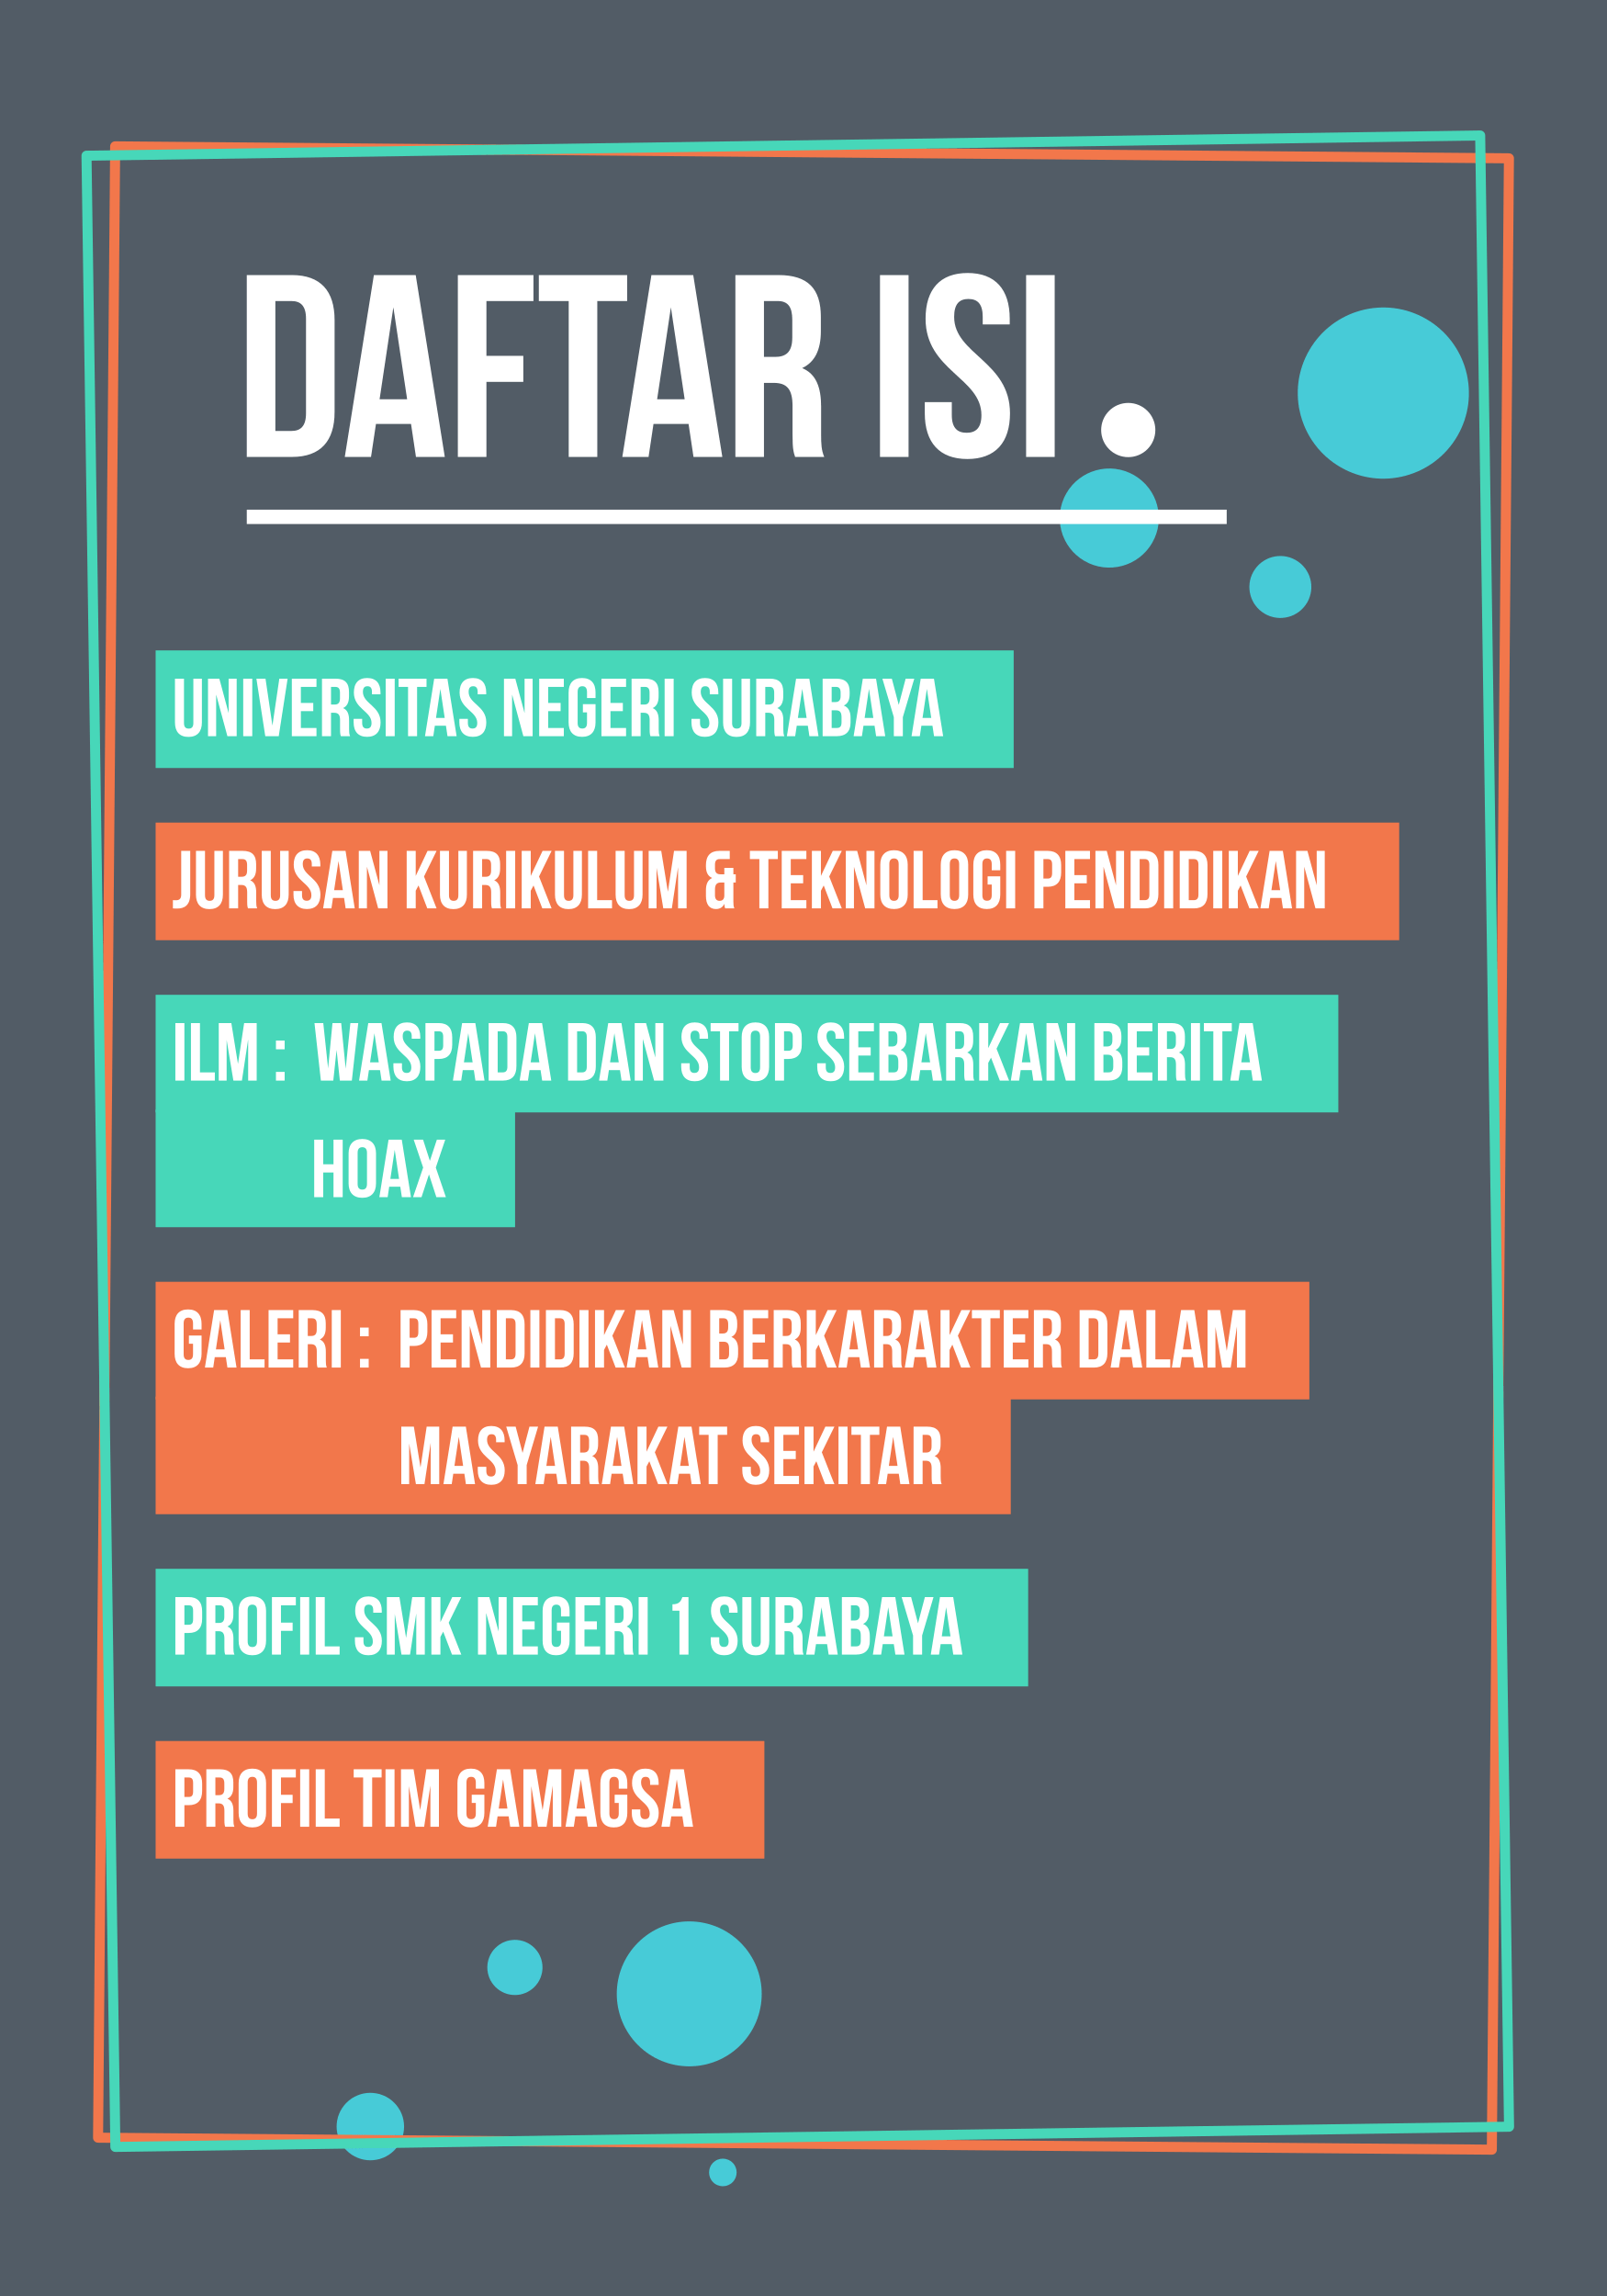 DAFTAR ISI.
UNIVERSITAS NEGERI SURABAYA
JURUSAN KURIKULUM & TEKNOLOGI PENDIDIKAN
ILM : WASPADA DAN STOP SEBARKAN BERITA
HOAX
GALERI : PENDIDIKAN BERKARAKTER DALAM
MASYARAKAT SEKITAR
PROFIL SMK NEGERI 1 SURABAYA
PROFIL TIM GAMAGSA